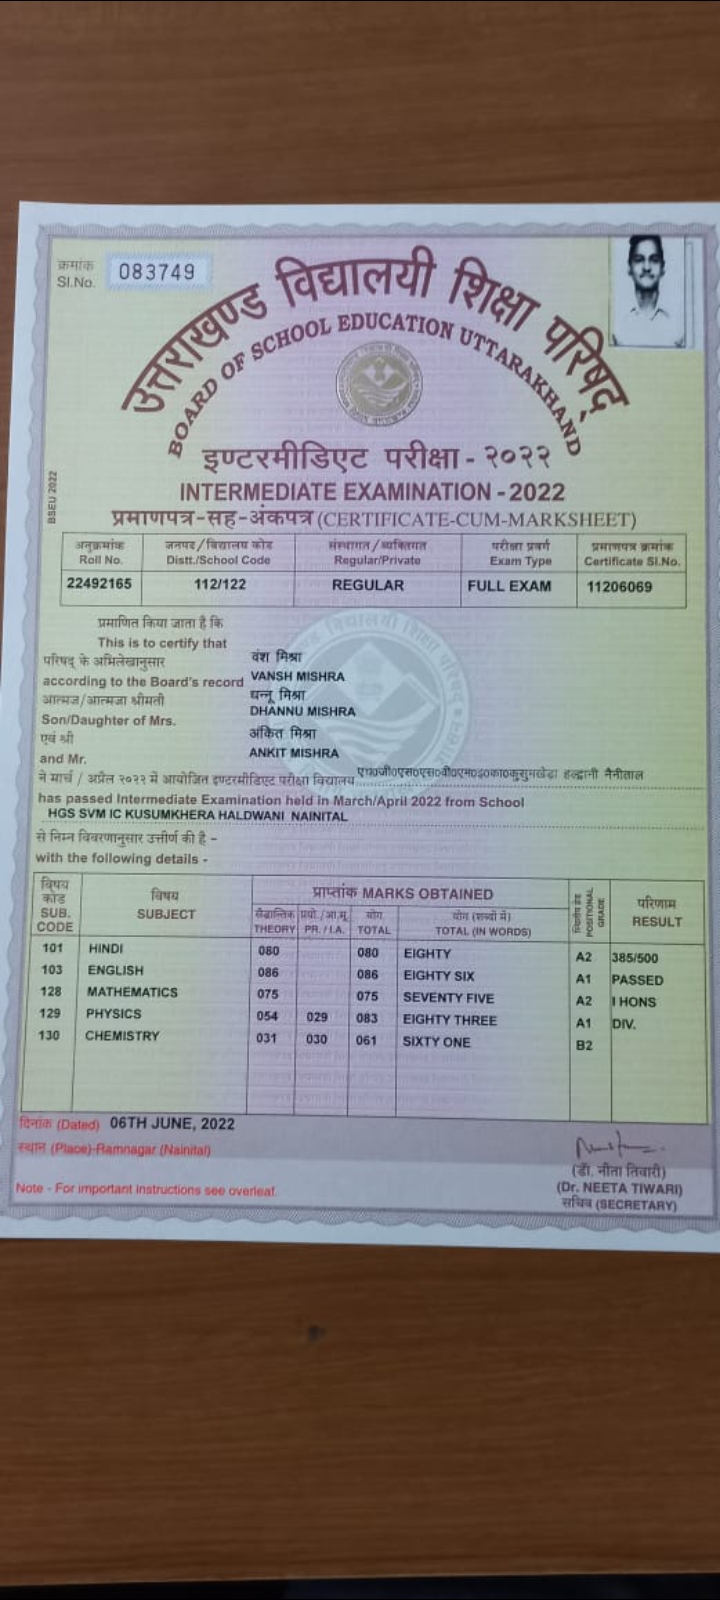 क्रमांक
Sl.No. 083749
उत्तराखण्ड विद्यालयी शिक्षा परिषद्
BOARD OF SCHOOL EDUCATION UTTARAKHAND
BSEU 2022
इण्टरमीडिएट परीक्षा - २०२२
INTERMEDIATE EXAMINATION - 2022
प्रमाणपत्र-सह-अंकपत्र (CERTIFICATE-CUM-MARKSHEET)
अनुक्रमांक जनपद/विद्यालय कोड संस्थागत/व्यक्तिगत परीक्षा प्रवर्ग प्रमाणपत्र क्रमांक
Roll No. Distt./School Code Regular/Private Exam Type Certificate Sl.No.
22492165 112/122 REGULAR FULL EXAM 11206069
प्रमाणित किया जाता है कि
This is to certify that
परिषद् के अभिलेखानुसार वंश मिश्रा
according to the Board's record VANSH MISHRA
आत्मज/आत्मजा श्रीमती धन्नू मिश्रा
Son/Daughter of Mrs. DHANNU MISHRA
एवं श्री अंकित मिश्रा
and Mr. ANKIT MISHRA
ने मार्च / अप्रैल २०२२ में आयोजित इण्टरमीडिएट परीक्षा विद्यालय एच०जी०एस०एस०वी०एम०इ०का०कुसुमखेड़ा हल्द्वानी नैनीताल
has passed Intermediate Examination held in March/April 2022 from School
HGS SVM IC KUSUMKHERA HALDWANI NAINITAL
से निम्न विवरणानुसार उत्तीर्ण की है –
with the following details -
विषय कोड SUB. CODE विषय SUBJECT प्राप्तांक MARKS OBTAINED POSITIONAL GRADE परिणाम RESULT
सैद्धान्तिक प्रयो./आ.मू. योग योग (शब्दों में)
THEORY PR. / I.A. TOTAL TOTAL (IN WORDS)
101 HINDI 080 080 EIGHTY A2 385/500
103 ENGLISH 086 086 EIGHTY SIX A1 PASSED
128 MATHEMATICS 075 075 SEVENTY FIVE A2 I HONS
129 PHYSICS 054 029 083 EIGHTY THREE A1 DIV.
130 CHEMISTRY 031 030 061 SIXTY ONE B2
दिनांक (Dated) 06TH JUNE, 2022
स्थान (Place)-Ramnagar (Nainital)
(डॉ. नीता तिवारी)
(Dr. NEETA TIWARI)
सचिव (SECRETARY)
Note - For important instructions see overleaf.